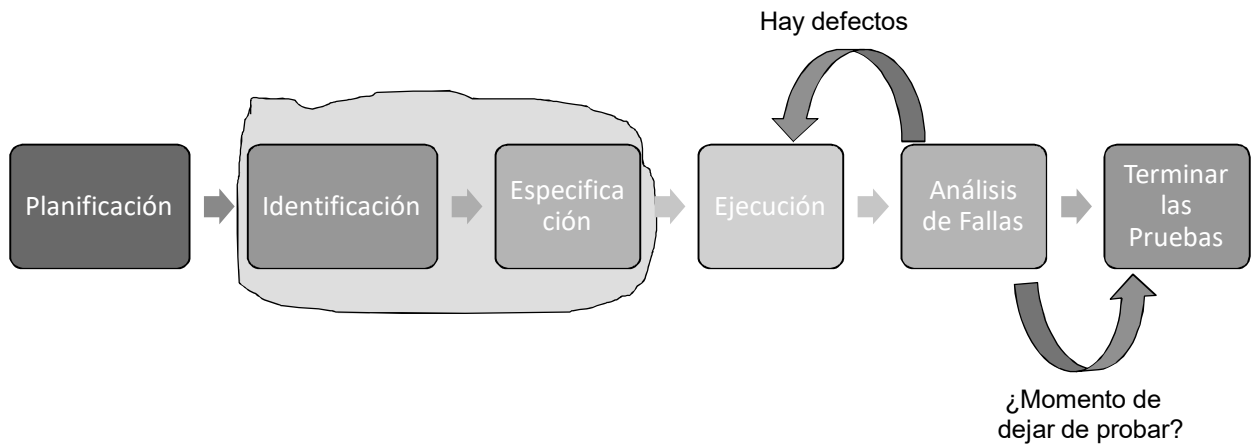 Hay defectos
Planificación
Identificación
Especifica
ción
Ejecución
Análisis
de Fallas
Terminar
las
Pruebas
¿Momento de
dejar de probar?